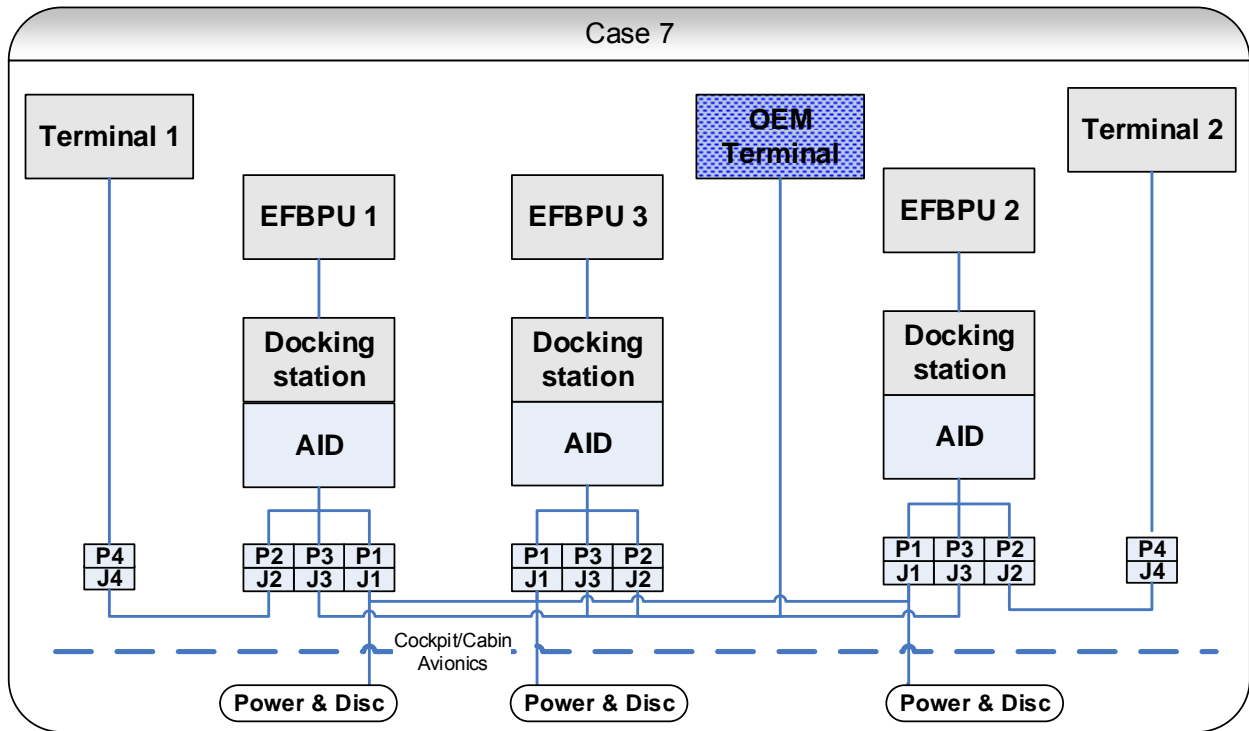 Case 7
Terminal 1
OEM
Terminal
Terminal 2
EFBPU 1
EFBPU 3
EFBPU 2
Docking
station
Docking
station
Docking
station
AID
AID
AID
P4
J4
P2 P3 P1
J2 J3 J1
P1 P3 P2
J1 J3 J2
P1 P3 P2
J1 J3 J2
P4
J4
Cockpit/Cabin
Avionics
Power & Disc
Power & Disc
Power & Disc